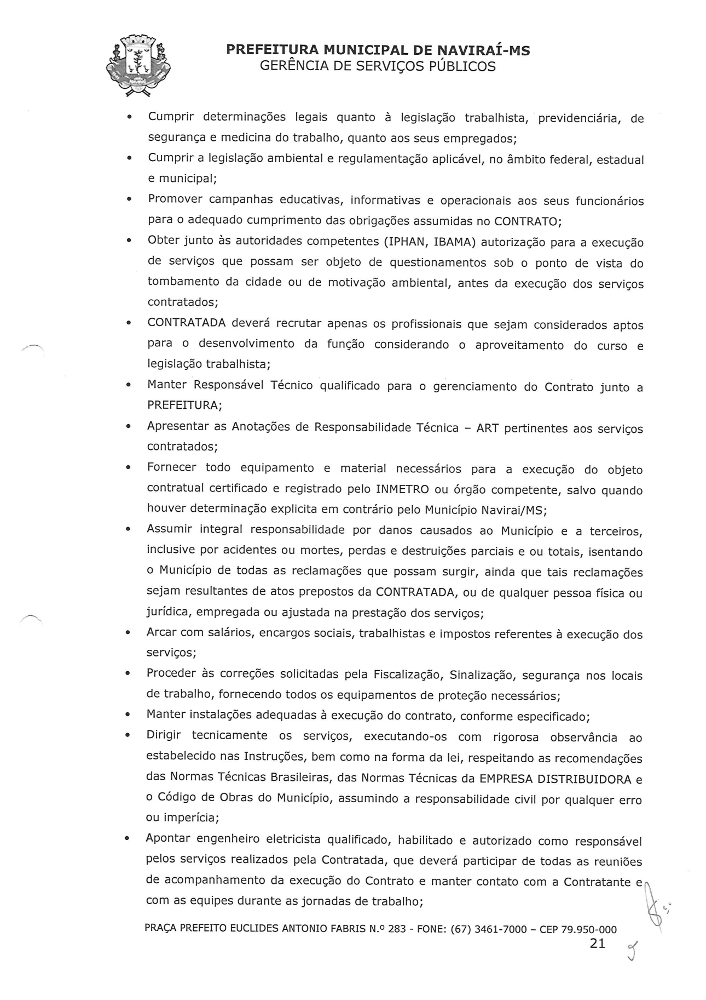 PREFEITURA MUNICIPAL DE NAVIRAÍ-MS
GERÊNCIA DE SERVIÇOS PÚBLICOS
NAVIRAÍ
• Cumprir determinações legais quanto à legislação trabalhista, previdenciária, de
segurança e medicina do trabalho, quanto aos seus empregados;
• Cumprir a legislação ambiental e regulamentação aplicável, no âmbito federal, estadual
e municipal;
• Promover campanhas educativas, informativas e operacionais aos seus funcionários
para o adequado cumprimento das obrigações assumidas no CONTRATO;
• Obter junto às autoridades competentes (IPHAN, IBAMA) autorização para a execução
de serviços que possam ser objeto de questionamentos sob o ponto de vista do
tombamento da cidade ou de motivação ambiental, antes da execução dos serviços
contratados;
• CONTRATADA deverá recrutar apenas os profissionais que sejam considerados aptos
para o desenvolvimento da função considerando o aproveitamento do curso e
legislação trabalhista;
• Manter Responsável Técnico qualificado para o gerenciamento do Contrato junto a
PREFEITURA;
• Apresentar as Anotações de Responsabilidade Técnica – ART pertinentes aos serviços
contratados;
• Fornecer todo equipamento e material necessários para a execução do objeto
contratual certificado e registrado pelo INMETRO ou órgão competente, salvo quando
houver determinação explicita em contrário pelo Município Navirai/MS;
• Assumir integral responsabilidade por danos causados ao Município e a terceiros,
inclusive por acidentes ou mortes, perdas e destruições parciais e ou totais, isentando
o Município de todas as reclamações que possam surgir, ainda que tais reclamações
sejam resultantes de atos prepostos da CONTRATADA, ou de qualquer pessoa física ou
jurídica, empregada ou ajustada na prestação dos serviços;
• Arcar com salários, encargos sociais, trabalhistas e impostos referentes à execução dos
serviços;
• Proceder às correções solicitadas pela Fiscalização, Sinalização, segurança nos locais
de trabalho, fornecendo todos os equipamentos de proteção necessários;
• Manter instalações adequadas à execução do contrato, conforme especificado;
• Dirigir tecnicamente os serviços, executando-os com rigorosa observância ao
estabelecido nas Instruções, bem como na forma da lei, respeitando as recomendações
das Normas Técnicas Brasileiras, das Normas Técnicas da EMPRESA DISTRIBUIDORA e
o Código de Obras do Município, assumindo a responsabilidade civil por qualquer erro
ou imperícia;
• Apontar engenheiro eletricista qualificado, habilitado e autorizado como responsável
pelos serviços realizados pela Contratada, que deverá participar de todas as reuniões
de acompanhamento da execução do Contrato e manter contato com a Contratante e
com as equipes durante as jornadas de trabalho;
PRAÇA PREFEITO EUCLIDES ANTONIO FABRIS N.º 283 - FONE: (67) 3461-7000 – CEP 79.950-000
21